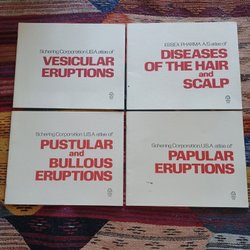 Schering Corporation U.S.A. atlas of
VESICULAR
ERUPTIONS
ESSEX PHARMA A/S atlas of
DISEASES
OF THE HAIR
and
SCALP
Schering Corporation U.S.A. atlas of
PUSTULAR
and
BULLOUS
ERUPTIONS
Schering Corporation U.S.A. atlas of
PAPULAR
ERUPTIONS